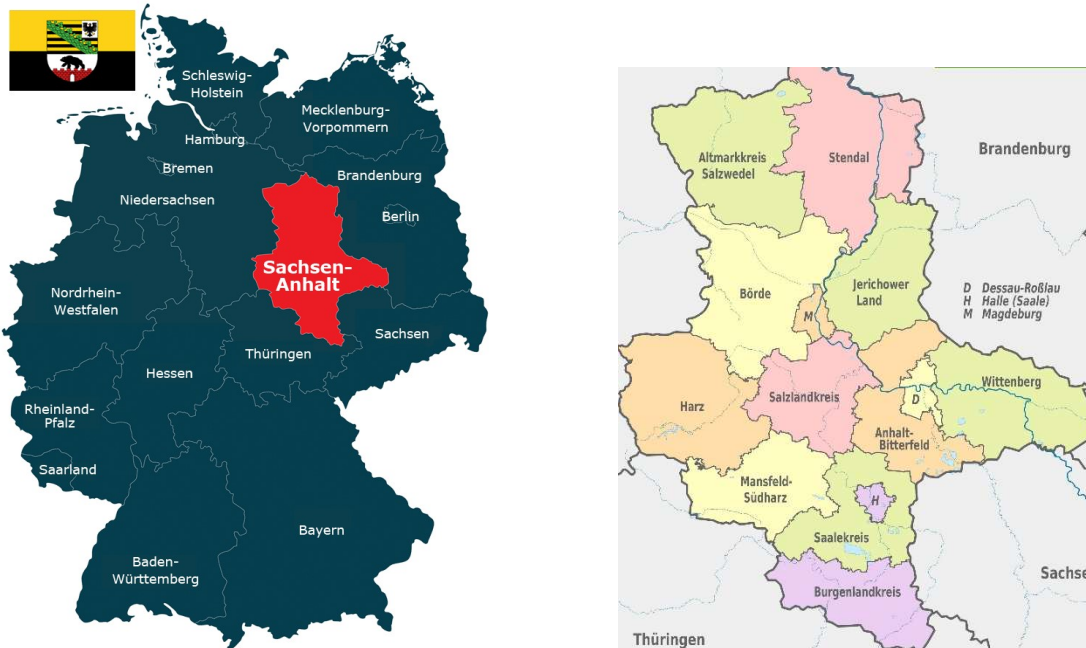 Schleswig-
Holstein
Mecklenburg-
Vorpommern
Hamburg
Bremen
Brandenburg
Niedersachsen
Berlin
Sachsen-
Anhalt
Nordrhein-
Westfalen
Sachsen
Thüringen
Hessen
Rheinland-
Pfalz
Saarland
Bayern
Baden-
Württemberg
Altmarkkreis
Salzwedel
Stendal
Brandenburg
Börde
Jerichower
Land
D Dessau-Roßlau
H Halle (Saale)
M Magdeburg
M
Wittenberg
Salzlandkreis
D
Harz
Anhalt-
Bitterfeld
Mansfeld-
Südharz
H
Saalekreis
Sachse
Burgenlandkreis
Thüringen